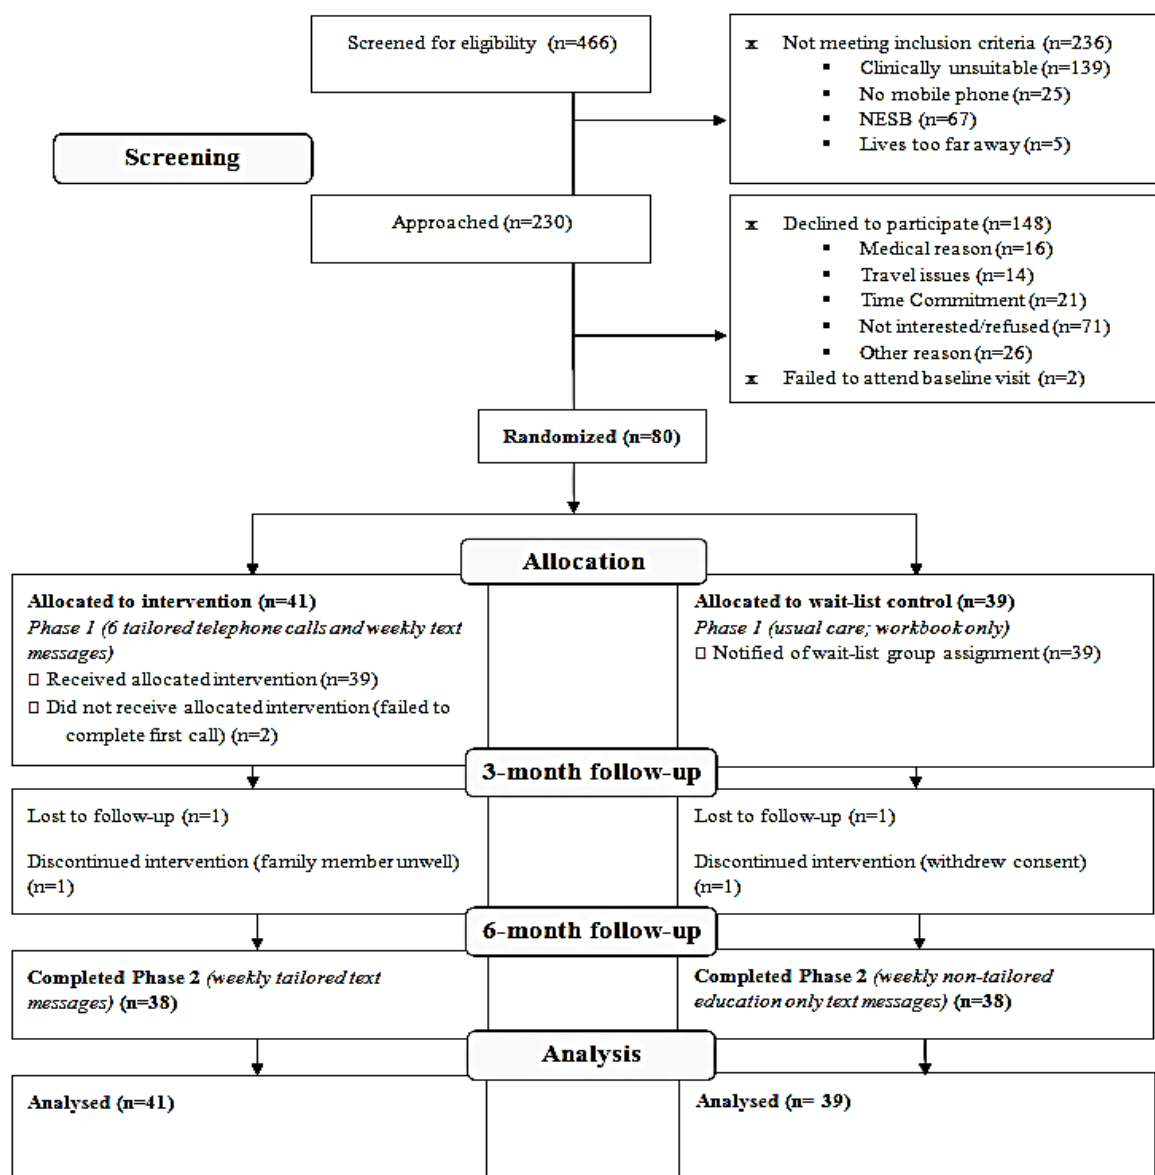 Screened for eligibility (n=466)
x Not meeting inclusion criteria (n=236)
▪ Clinically unsuitable (n=139)
▪ No mobile phone (n=25)
▪ NESB (n=67)
▪ Lives too far away (n=5)
Screening
Approached (n=230)
x Declined to participate (n=148)
▪ Medical reason (n=16)
▪ Travel issues (n=14)
▪ Time Commitment (n=21)
▪ Not interested/refused (n=71)
▪ Other reason (n=26)
x Failed to attend baseline visit (n=2)
Randomized (n=80)
Allocation
Allocated to intervention (n=41)
Phase 1 (6 tailored telephone calls and weekly text
messages)
□ Received allocated intervention (n=39)
□ Did not receive allocated intervention (failed to
complete first call) (n=2)
Allocated to wait-list control (n=39)
Phase 1 (usual care; workbook only)
□ Notified of wait-list group assignment (n=39)
3-month follow-up
Lost to follow-up (n=1)
Discontinued intervention (family member unwell)
(n=1)
Lost to follow-up (n=1)
Discontinued intervention (withdrew consent)
(n=1)
6-month follow-up
Completed Phase 2 (weekly tailored text
messages) (n=38)
Completed Phase 2 (weekly non-tailored
education only text messages) (n=38)
Analysis
Analysed (n=41)
Analysed (n= 39)